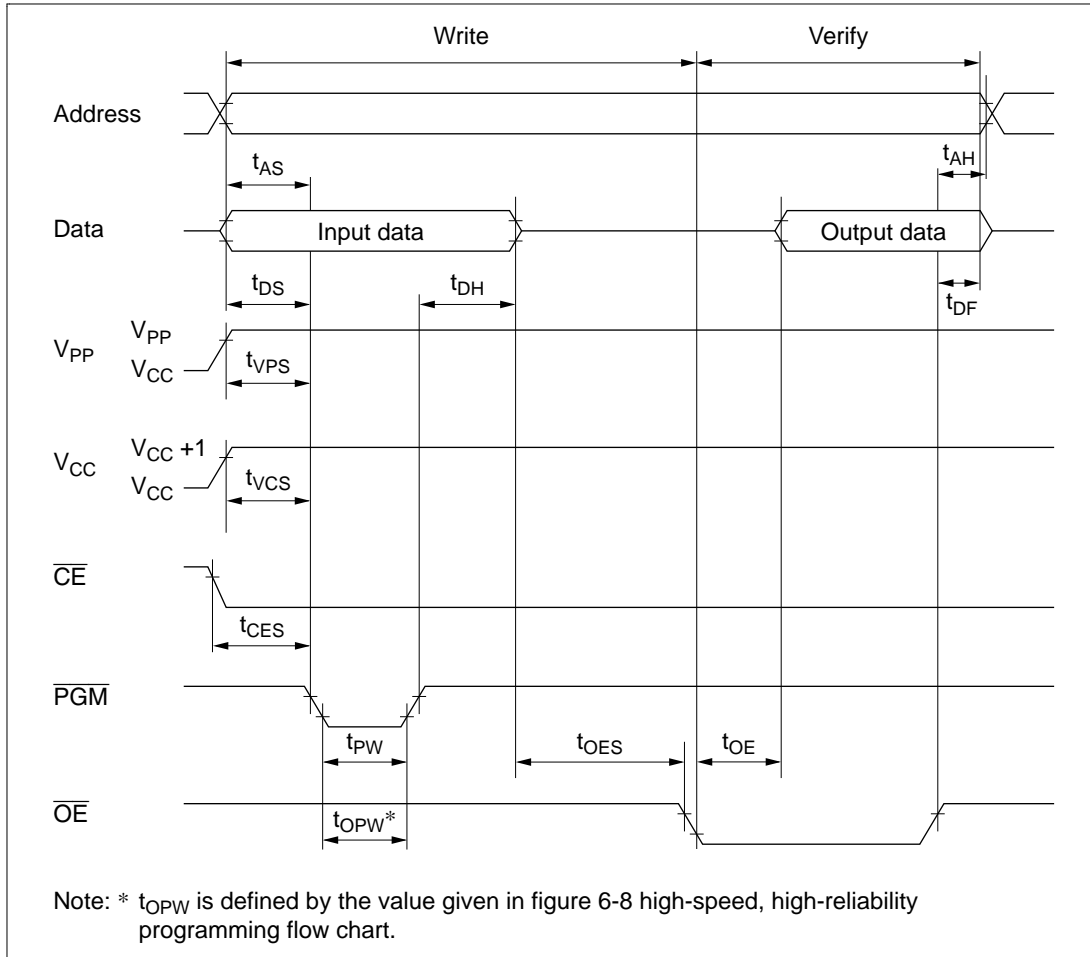 Write
Verify
Address
tAS
tAH
Data
Input data
Output data
tDS
tDH
tDF
VPP
VPP
VCC
tVPS
VCC
VCC +1
VCC
tVCS
CE
tCES
PGM
tPW
tOES
tOE
OE
tOPW*
Note: * tOPW is defined by the value given in figure 6-8 high-speed, high-reliability
programming flow chart.